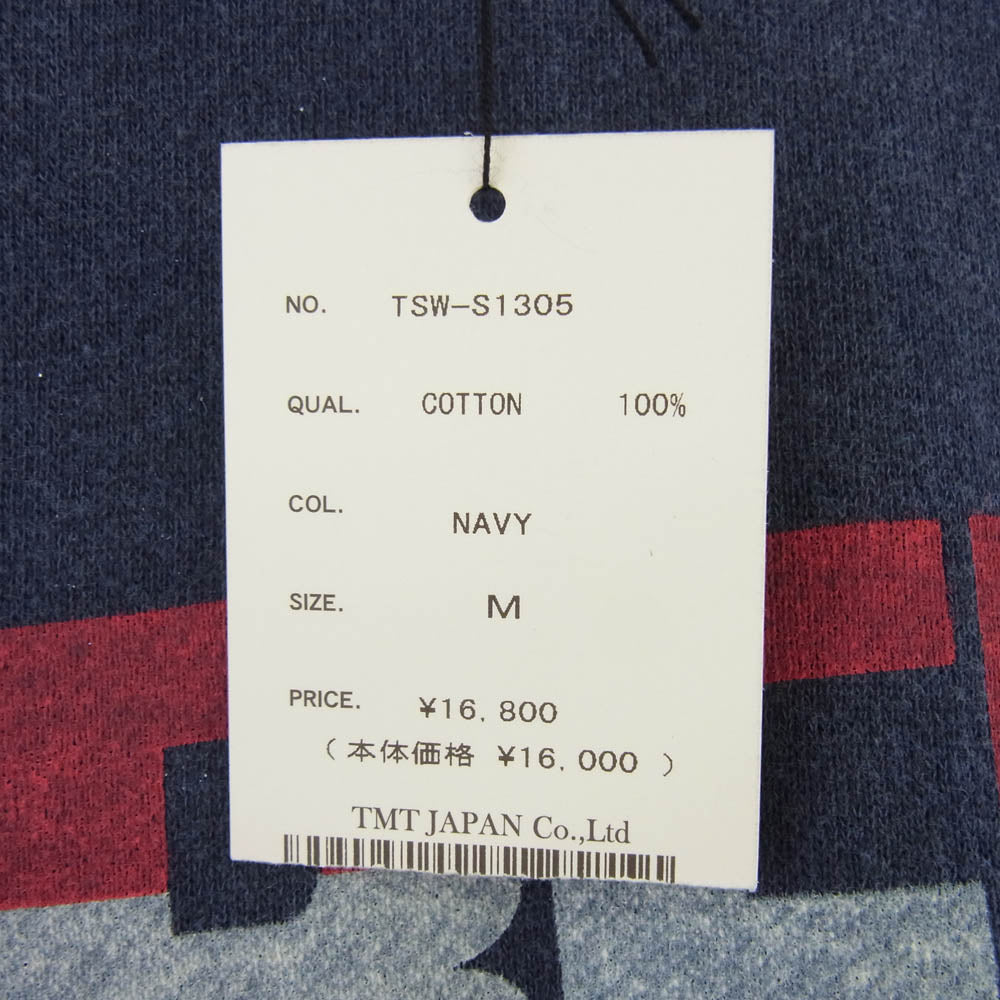 NO. TSW-S1305
QUAL. COTTON 100%
COL. NAVY
SIZE. M
PRICE. ¥16,800
(本体価格 ¥16,000)
TMT JAPAN Co.,Ltd